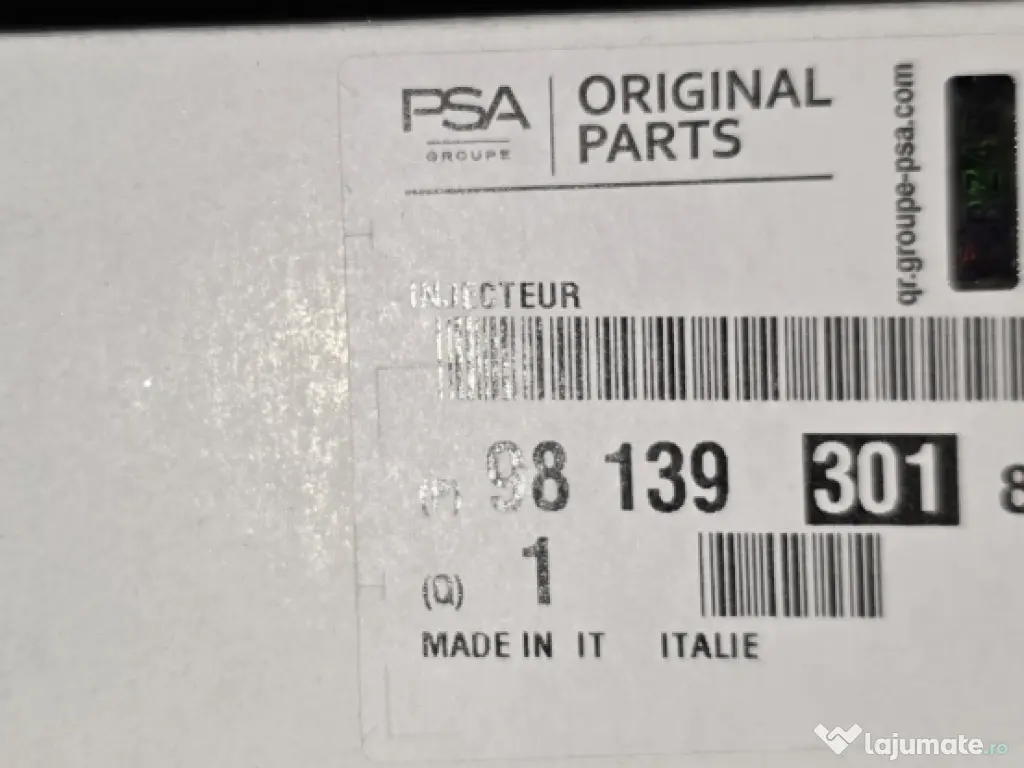 PSA
GROUPE
ORIGINAL
PARTS
qr.groupe-psa.com
INJECTEUR
(P) 98 139 301 8
(Q) 1
MADE IN IT ITALIE
lajumate.ro